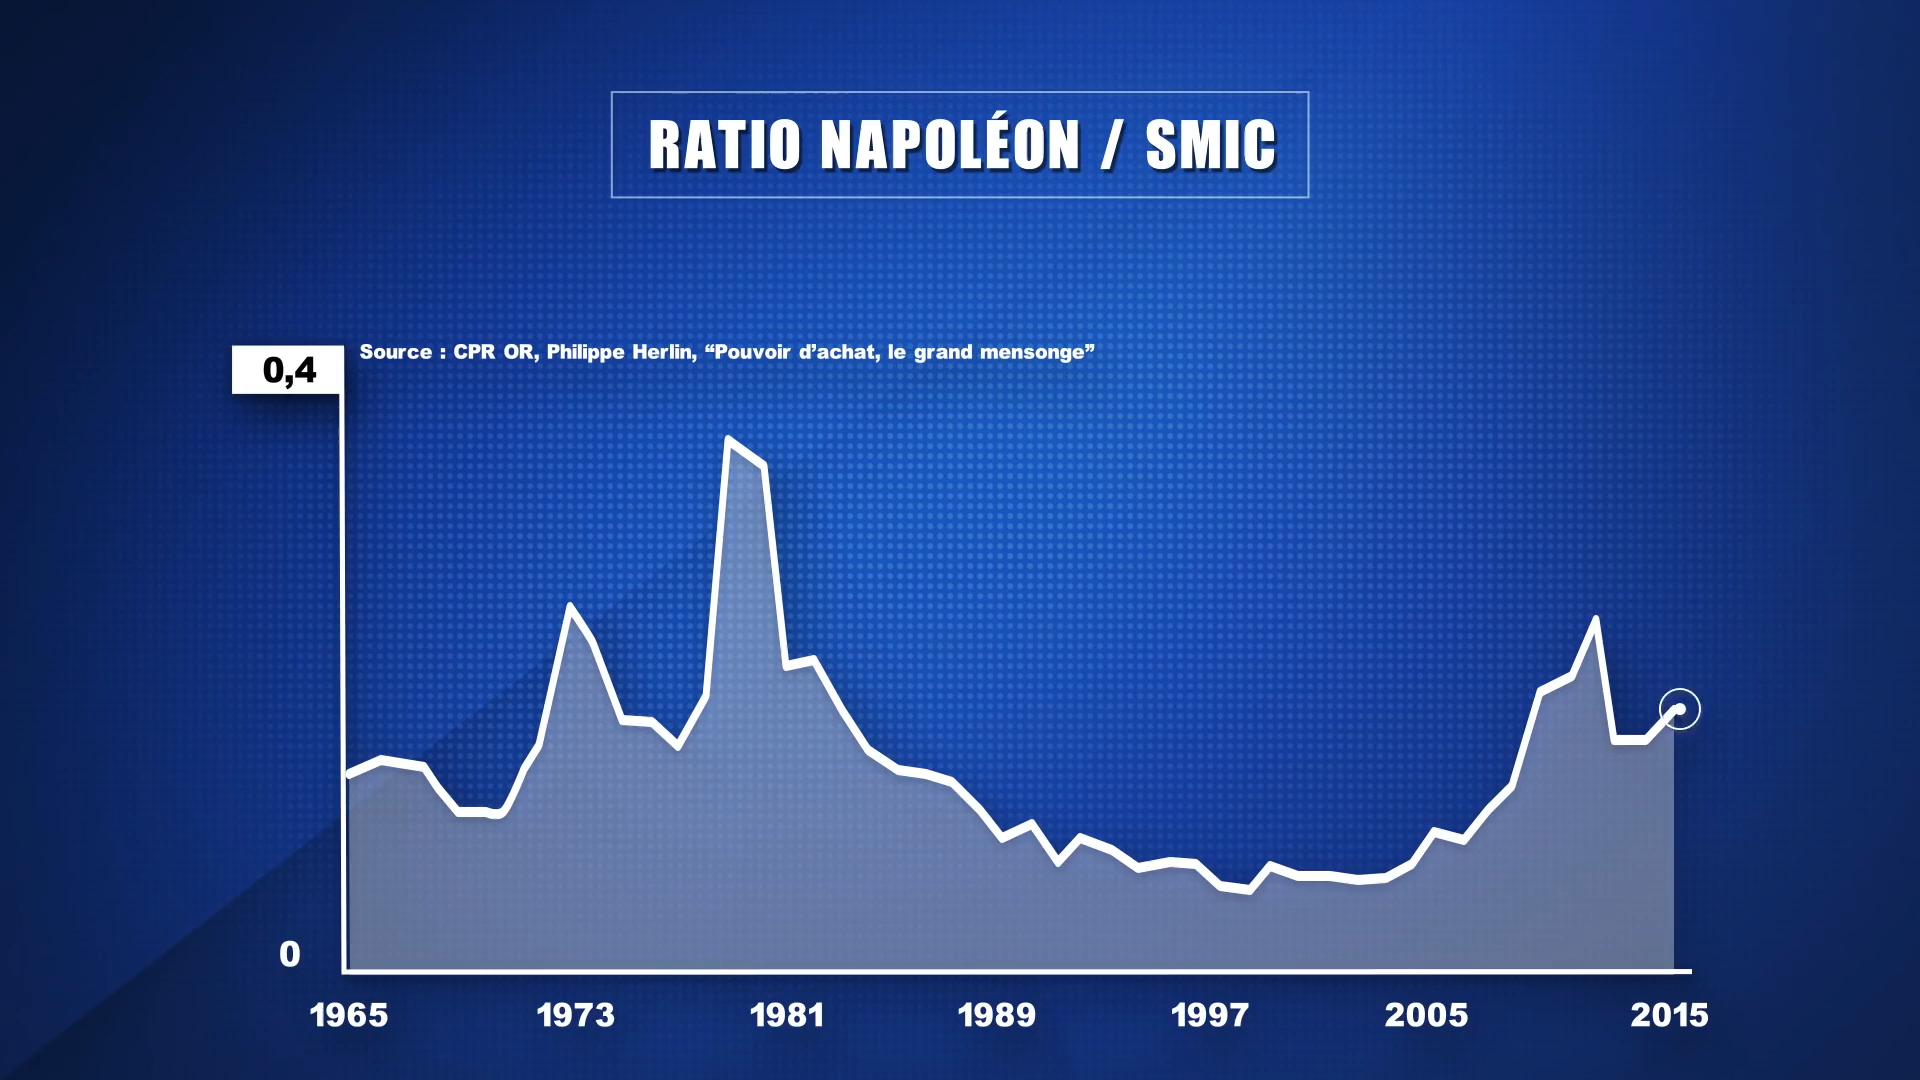 RATIO NAPOLÉON / SMIC
Source : CPR OR, Philippe Herlin, “Pouvoir d’achat, le grand mensonge”
0,4
0
1965 1973 1981 1989 1997 2005 2015